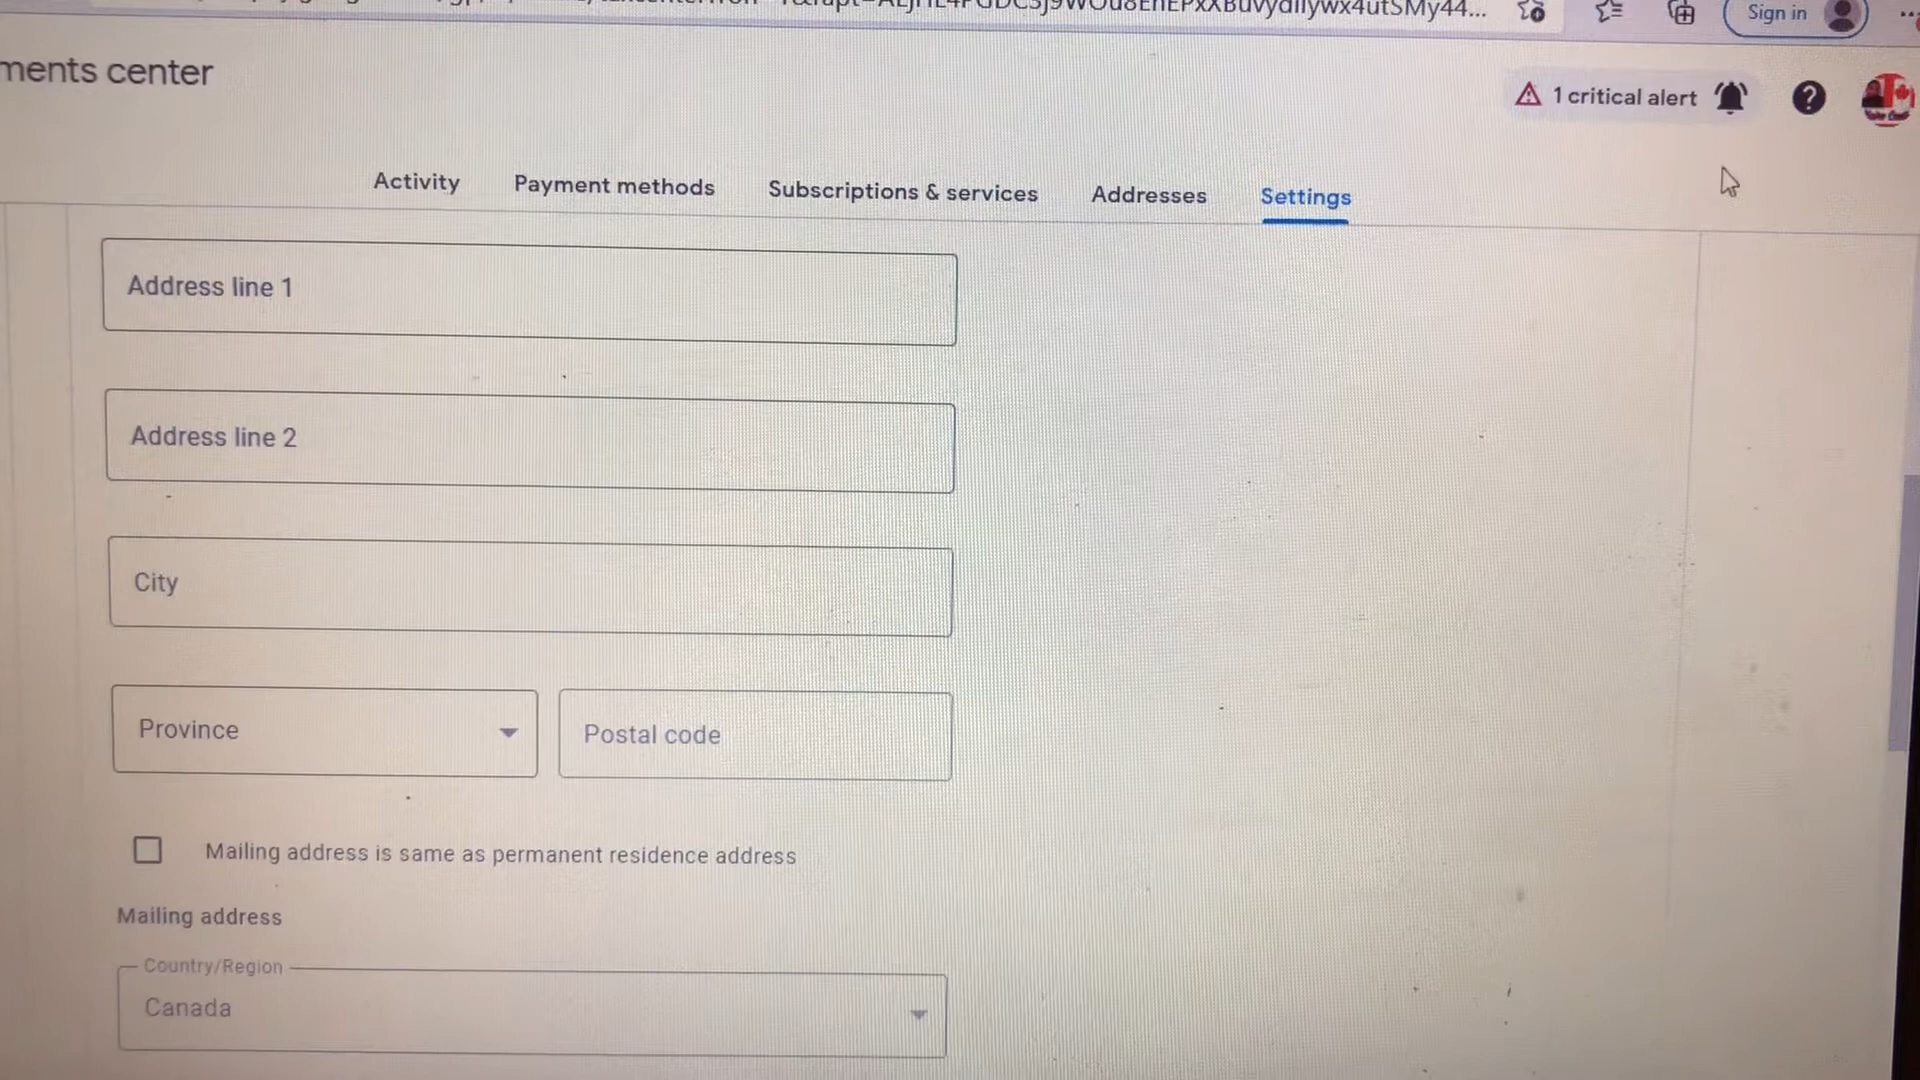 Sign in
ments center
1 critical alert
Activity Payment methods Subscriptions & services Addresses Settings
Address line 1
Address line 2
City
Province Postal code
Mailing address is same as permanent residence address
Mailing address
Country/Region
Canada